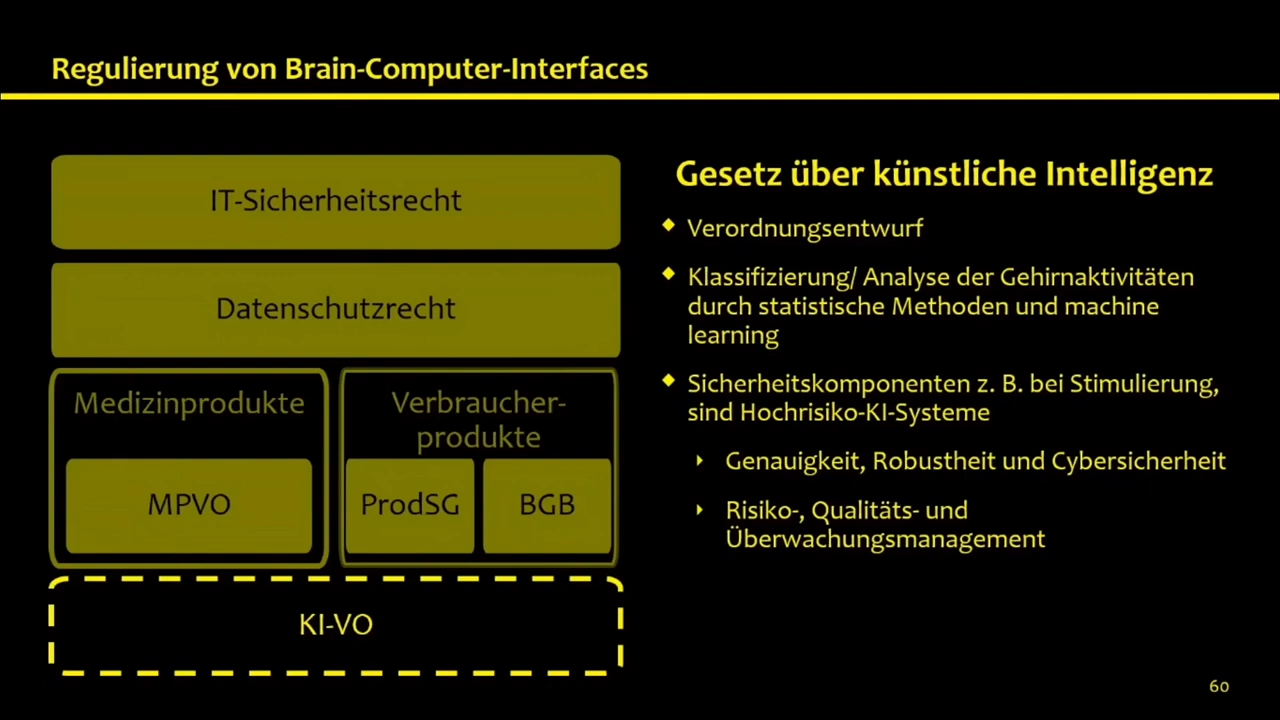 Regulierung von Brain-Computer-Interfaces
IT-Sicherheitsrecht
Datenschutzrecht
Medizinprodukte
MPVO
Verbraucher-
produkte
ProdSG
BGB
KI-VO
Gesetz über künstliche Intelligenz
Verordnungsentwurf
Klassifizierung/ Analyse der Gehirnaktivitäten
durch statistische Methoden und machine
learning
Sicherheitskomponenten z. B. bei Stimulierung,
sind Hochrisiko-KI-Systeme
Genauigkeit, Robustheit und Cybersicherheit
Risiko-, Qualitäts- und
Überwachungsmanagement
60